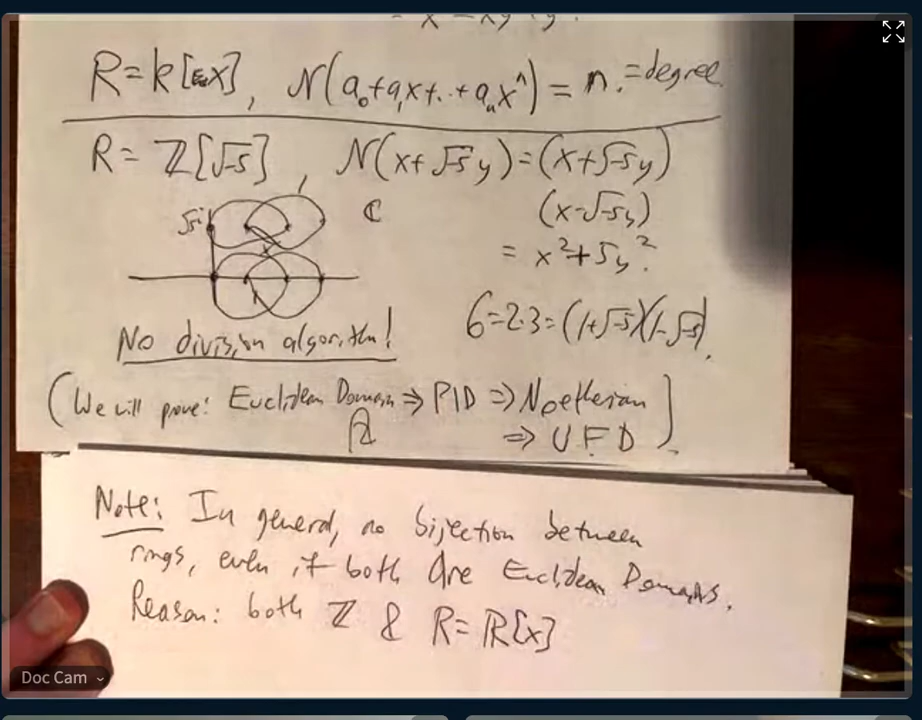 R = k[x], N(a₀+a₁x+..+aₙxⁿ) = n. = degree
R = ℤ[√-5], N(x+√-5y) = (x+√-5y)
(x-√-5y)
= x²+5y².
√5i
ℂ
6=2·3=(1+√-5)(1-√-5).
No division algorithm!
(We will prove: Euclidean Domain ⇒ PID ⇒ Noetherian
⇒ UFD)
Note: In general, no bijection between
rings, even if both are Euclidean Domains.
Reason: both ℤ & R = ℝ[x]
Doc Cam